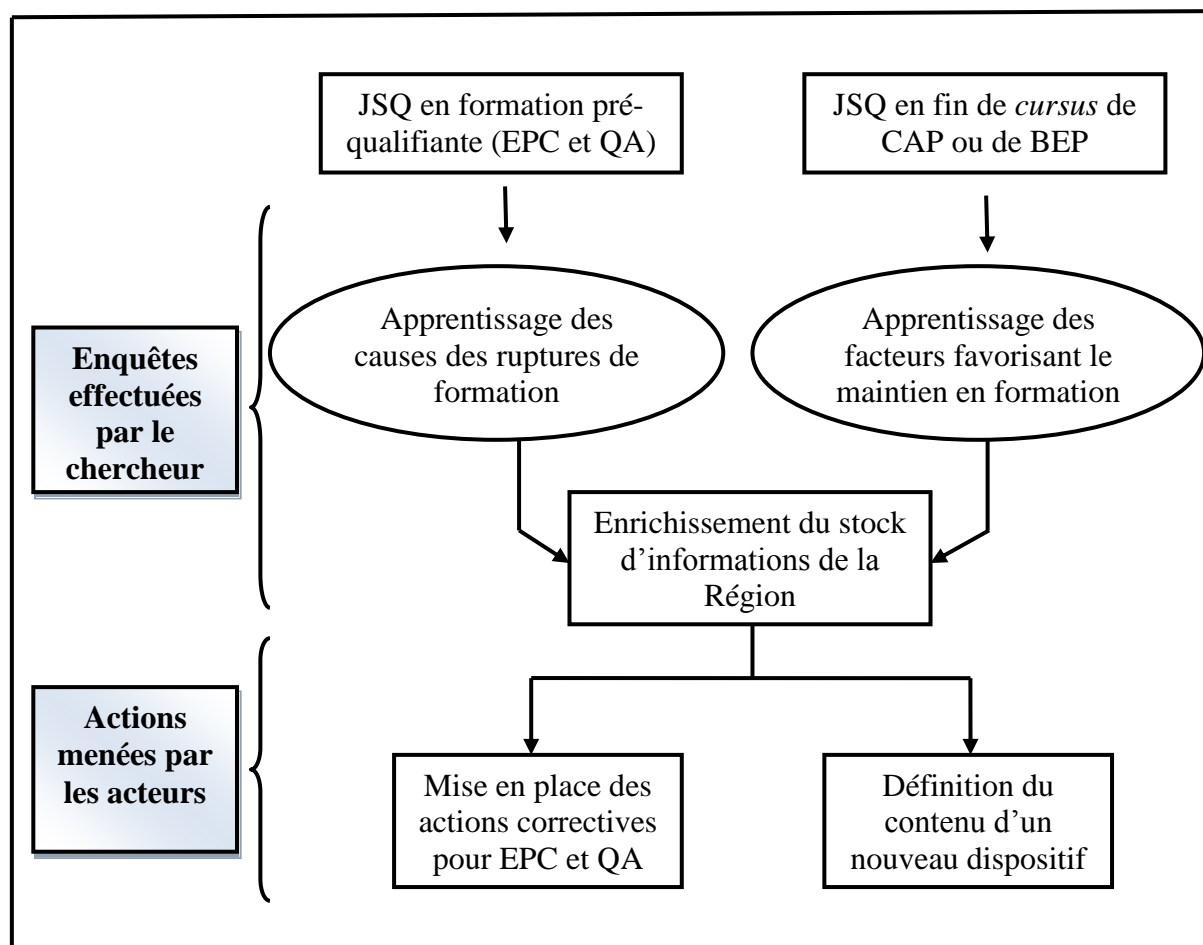 JSQ en formation pré-
qualifiante (EPC et QA)
JSQ en fin de cursus de
CAP ou de BEP
Enquêtes
effectuées
par le
chercheur
Apprentissage des
causes des ruptures de
formation
Apprentissage des
facteurs favorisant le
maintien en formation
Enrichissement du stock
d’informations de la
Région
Actions
menées par
les acteurs
Mise en place des
actions correctives
pour EPC et QA
Définition du
contenu d’un
nouveau dispositif